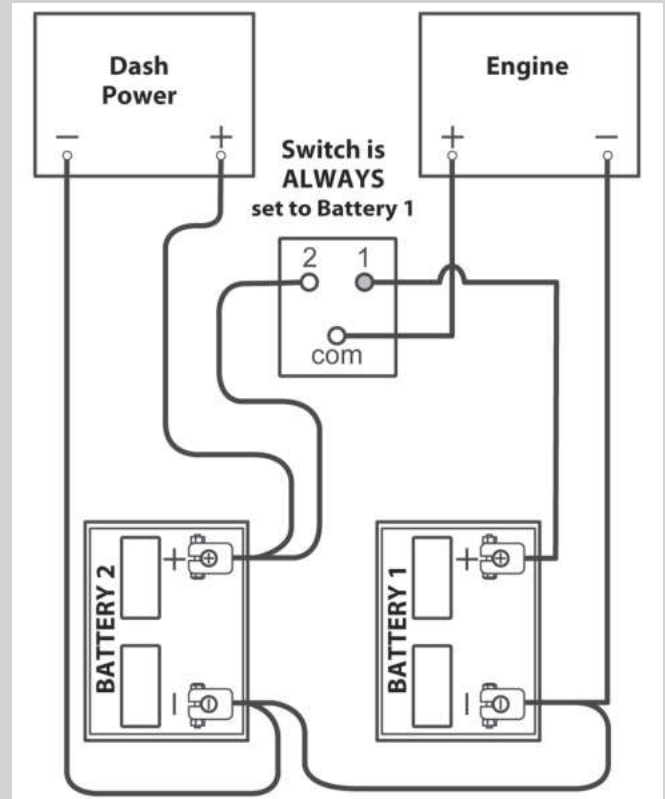 Dash
Power
− +
Engine
+ −
Switch is
ALWAYS
set to Battery 1
2 1
com
BATTERY 2
+
−
BATTERY 1
+
−